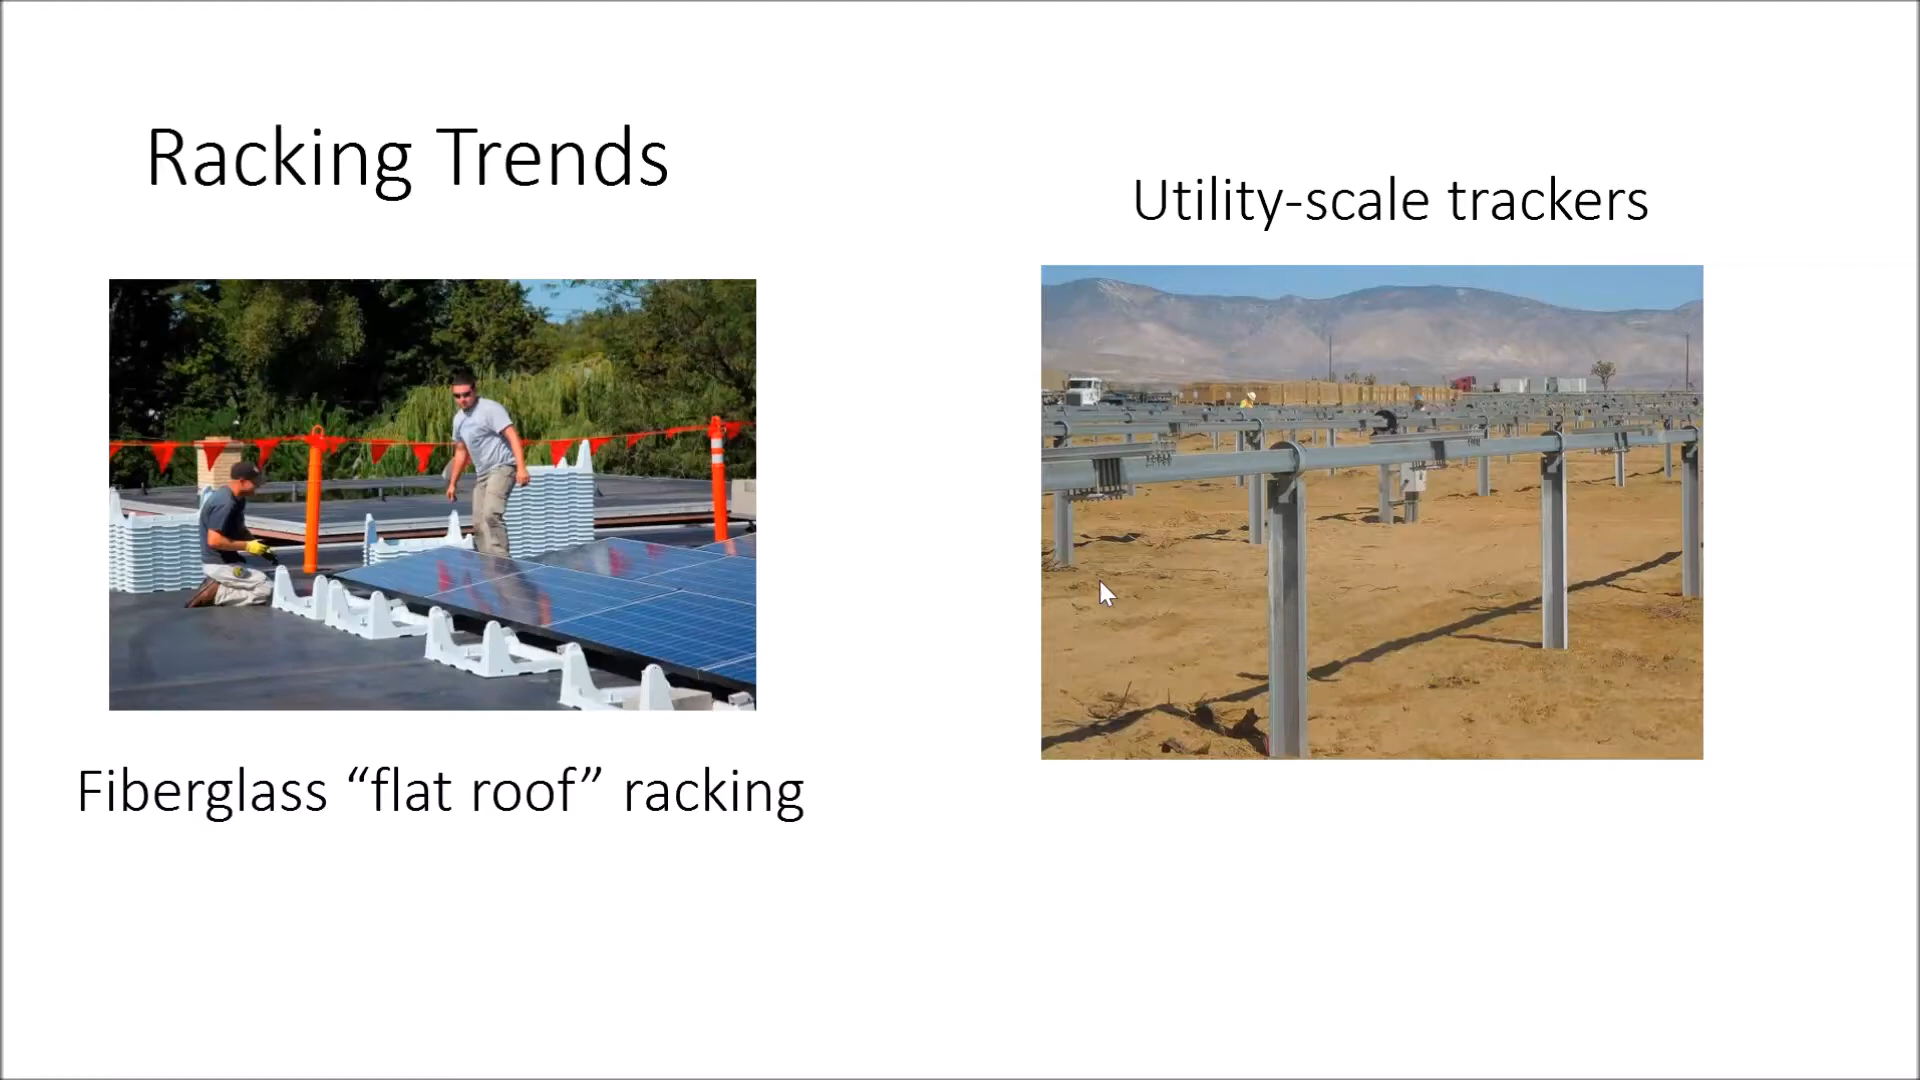 Racking Trends
Utility-scale trackers
Fiberglass “flat roof” racking